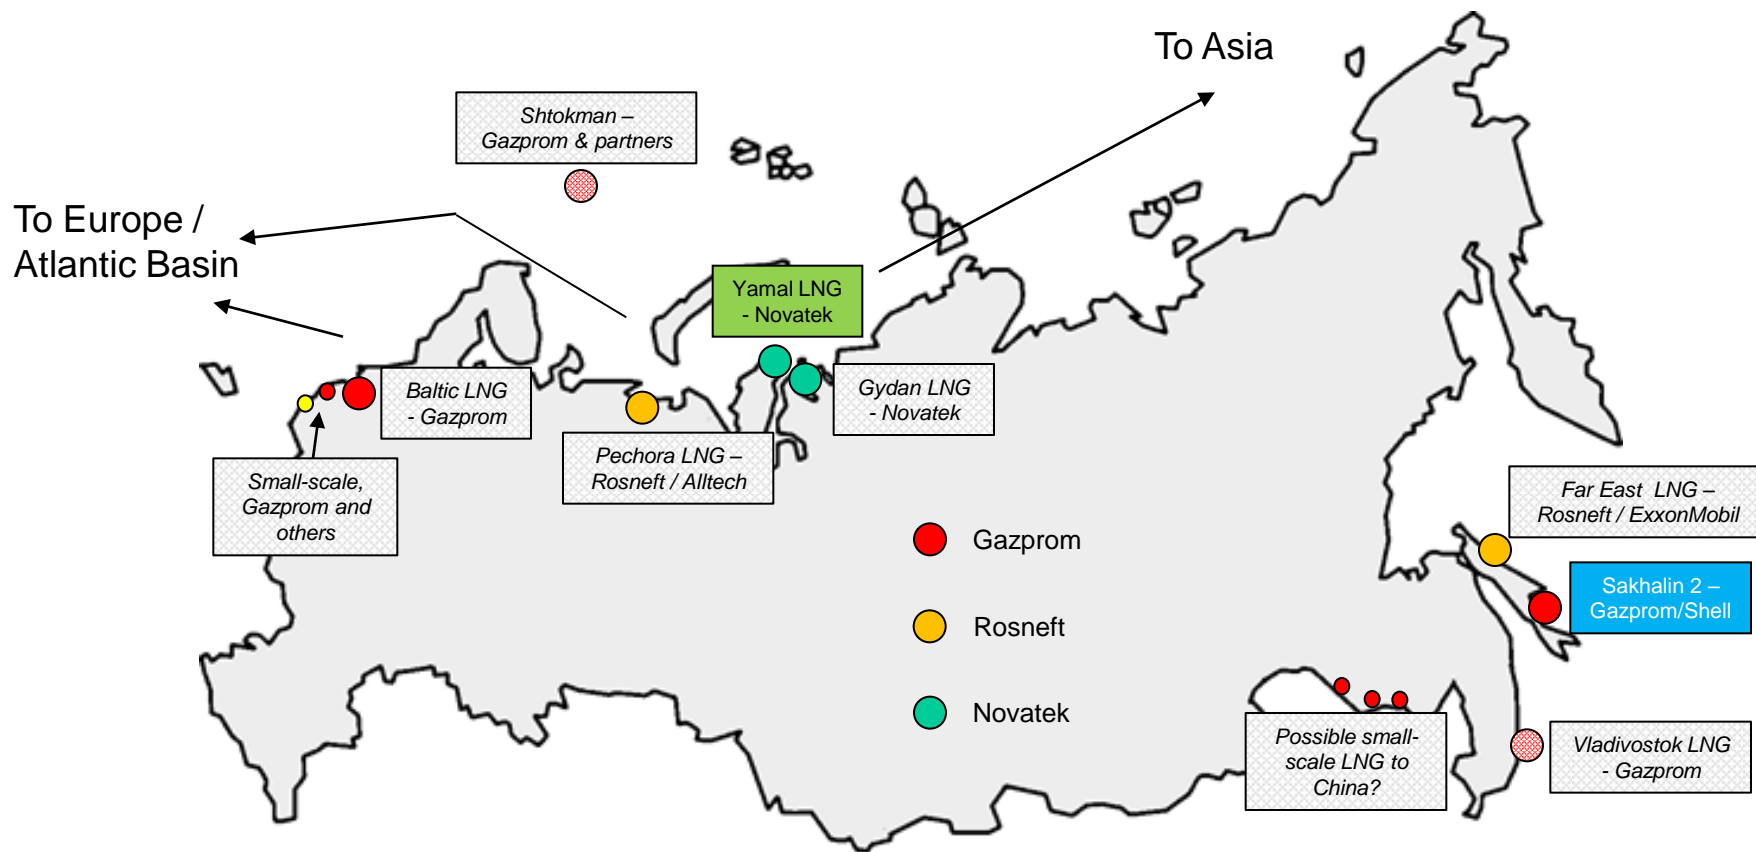 To Asia
Shtokman –
Gazprom & partners
To Europe /
Atlantic Basin
Yamal LNG
- Novatek
Baltic LNG
- Gazprom
Gydan LNG
- Novatek
Pechora LNG –
Rosneft / Alltech
Small-scale,
Gazprom and
others
Far East LNG –
Rosneft / ExxonMobil
Gazprom
Sakhalin 2 –
Gazprom/Shell
Rosneft
Novatek
Possible small-
scale LNG to
China?
Vladivostok LNG
- Gazprom